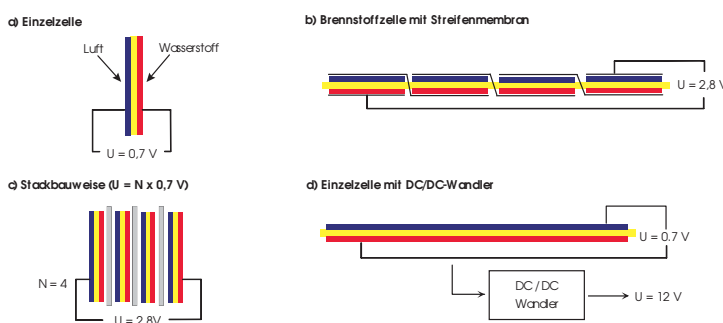 a) Einzelzelle
Luft
Wasserstoff
U = 0,7 V
b) Brennstoffzelle mit Streifenmembran
U = 2,8 V
c) Stackbauweise (U = N x 0,7 V)
N = 4
U = 2,8V
d) Einzelzelle mit DC/DC-Wandler
U = 0.7 V
DC / DC
Wandler
U = 12 V